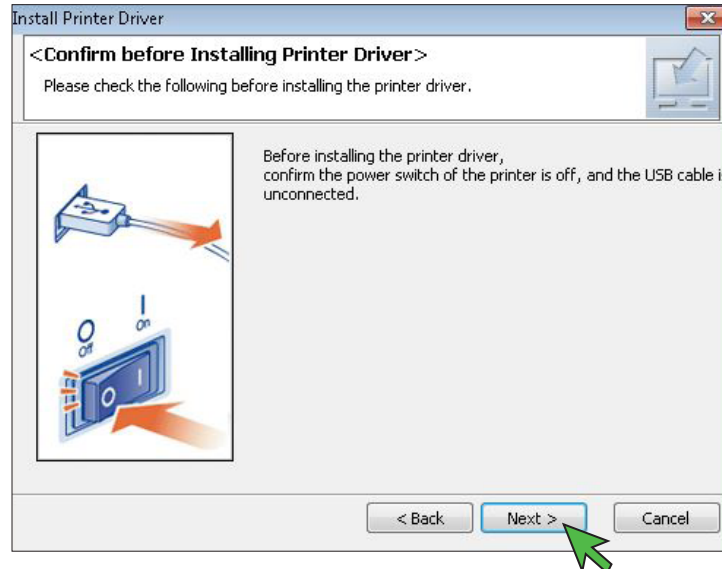 Install Printer Driver
<Confirm before Installing Printer Driver>
Please check the following before installing the printer driver.
Before installing the printer driver,
confirm the power switch of the printer is off, and the USB cable i
unconnected.
O
Off
I
On
O I
< Back
Next >
Cancel